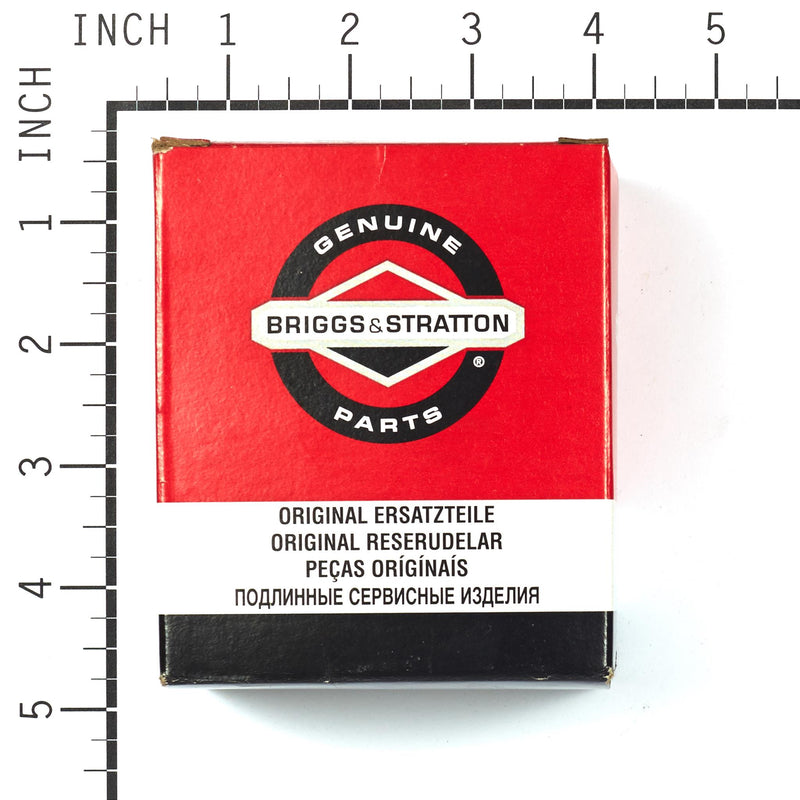 INCH 1 2 3 4 5
INCH
1
2
3
4
5
GENUINE
BRIGGS & STRATTON
®
PARTS
ORIGINAL ERSATZTEILE
ORIGINAL RESERUDELAR
PEÇAS ORÍGÍNAÍS
ПОДЛИННЫЕ СЕРВИСНЫЕ ИЗДЕЛИЯ